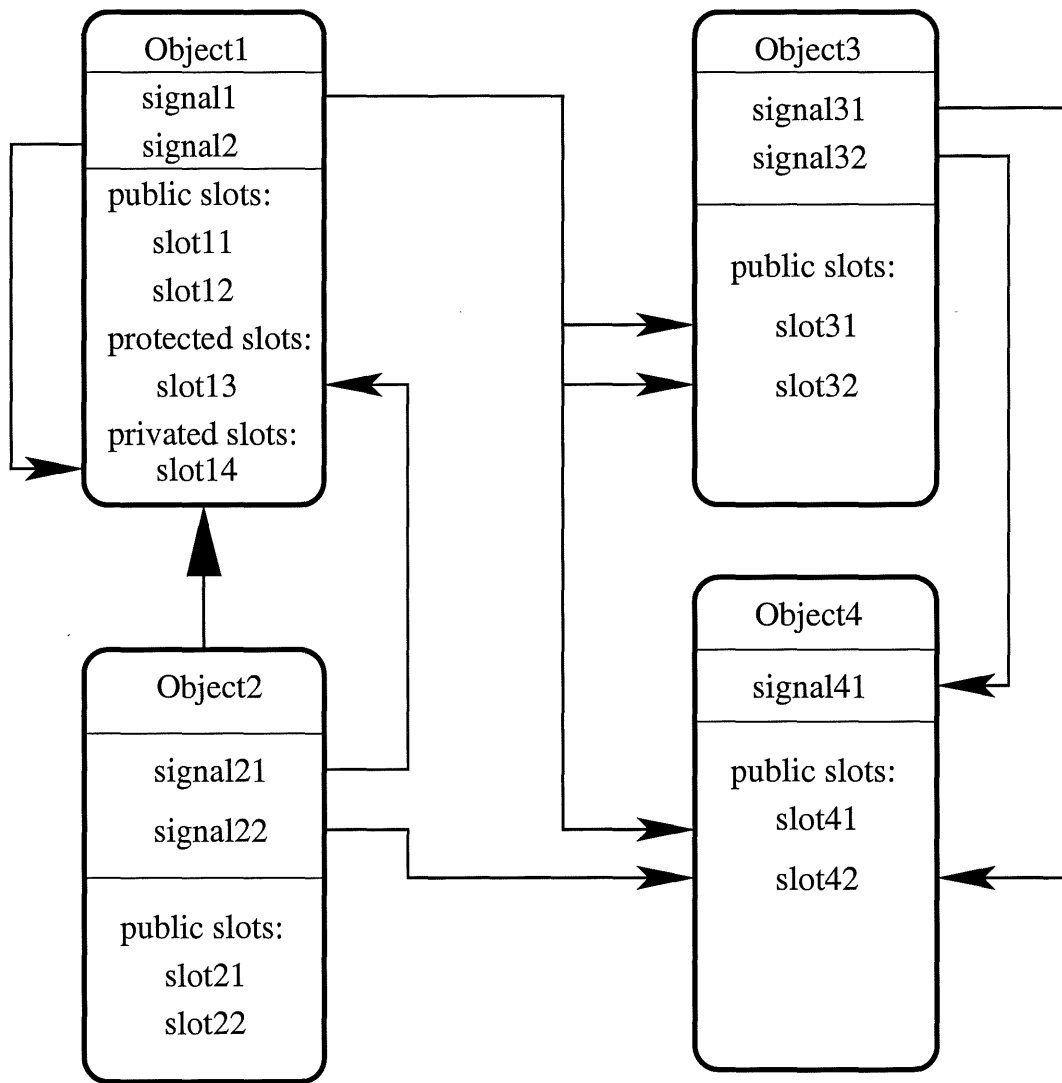 Object1
signal1
signal2
public slots:
slot11
slot12
protected slots:
slot13
privated slots:
slot14
Object2
signal21
signal22
public slots:
slot21
slot22
Object3
signal31
signal32
public slots:
slot31
slot32
Object4
signal41
public slots:
slot41
slot42